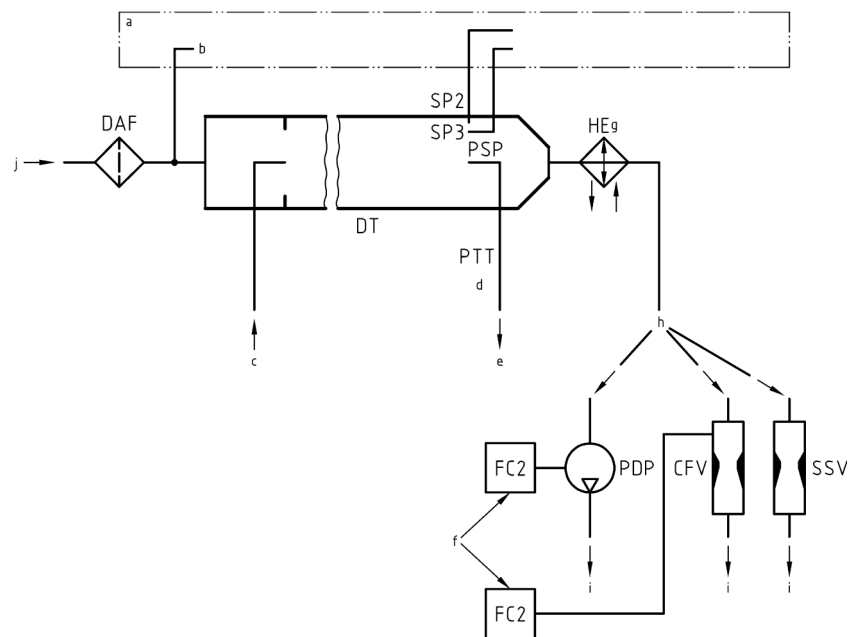 a
b
SP2
DAF
SP3
HEg
PSP
j
DT
PTT
d
h
c
e
FC2
PDP
CFV
SSV
f
i
i
i
FC2